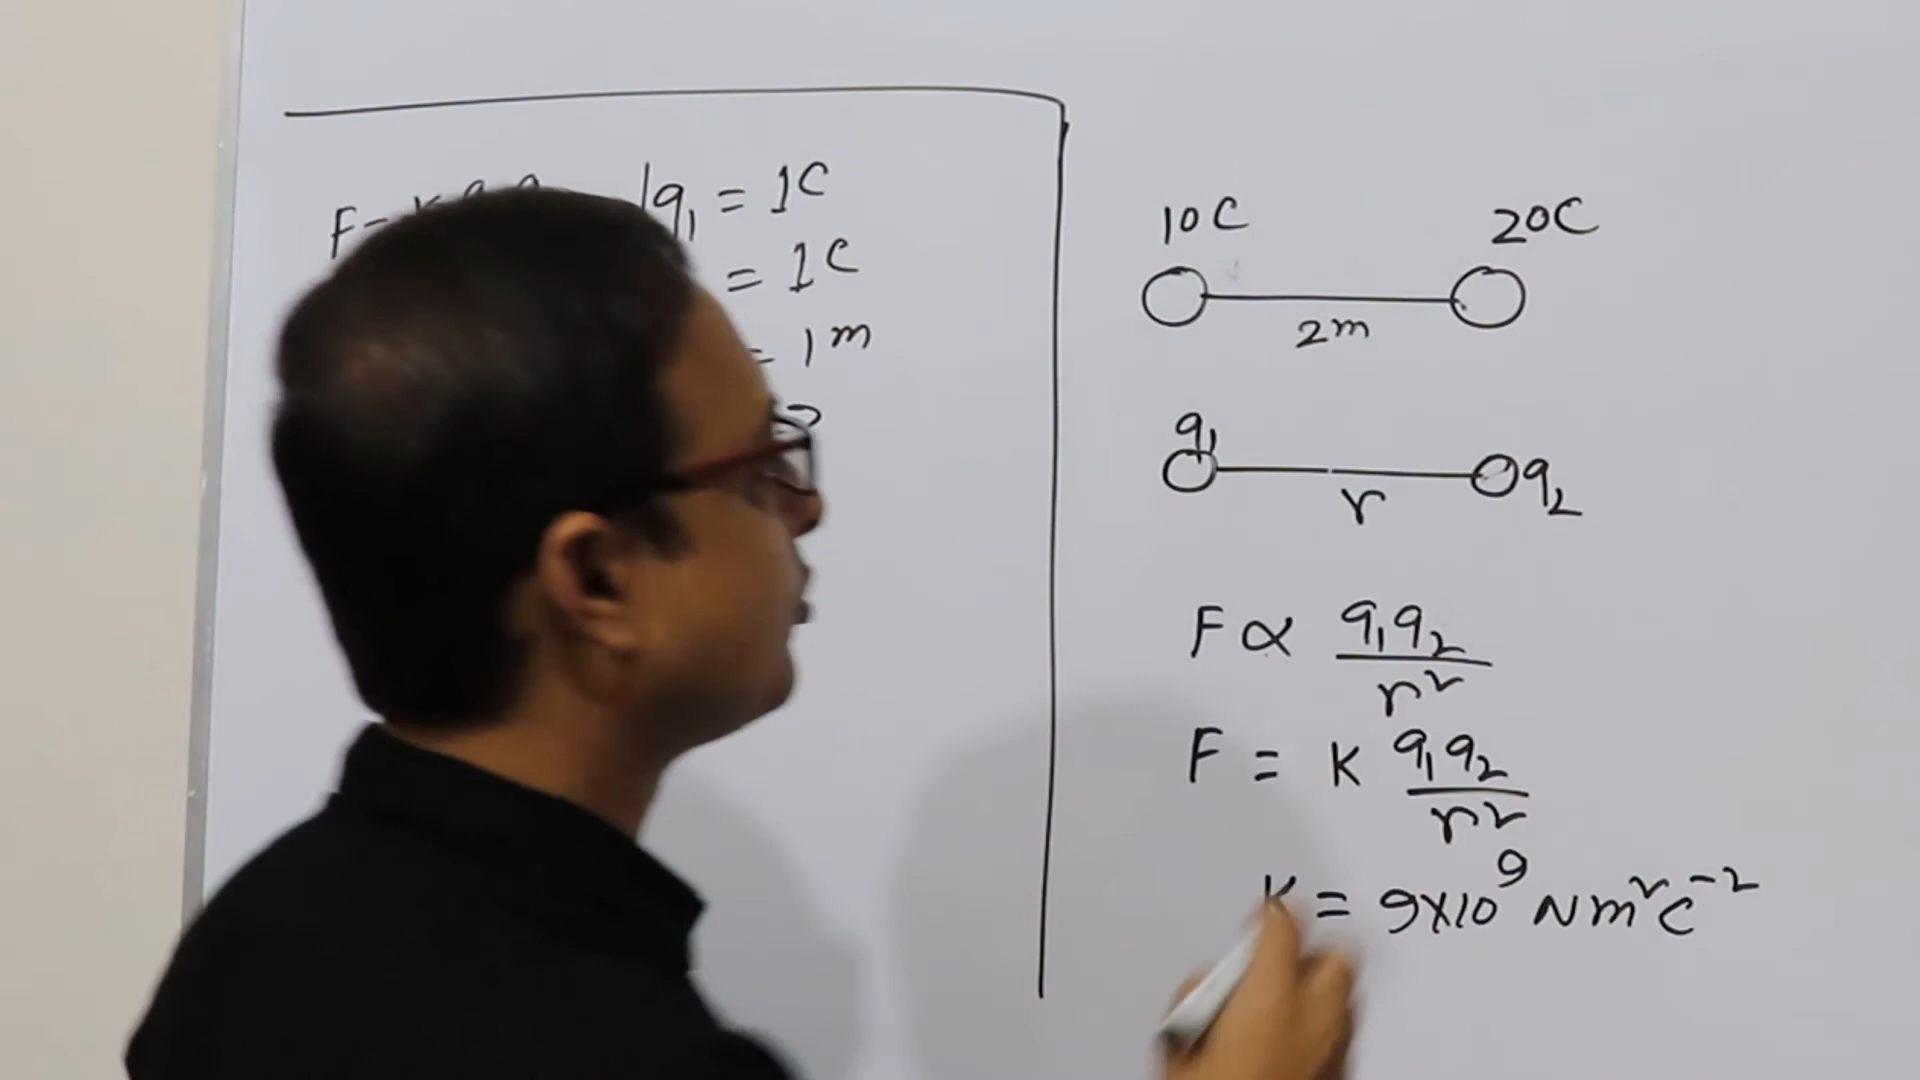 F = K q
q₁ = 1C
= 1C
= 1m
10C 20C
2m
q₁ q₂
r
F ∝ q₁q₂ / r²
F = K q₁q₂ / r²
K = 9×10⁹ Nm²C⁻²